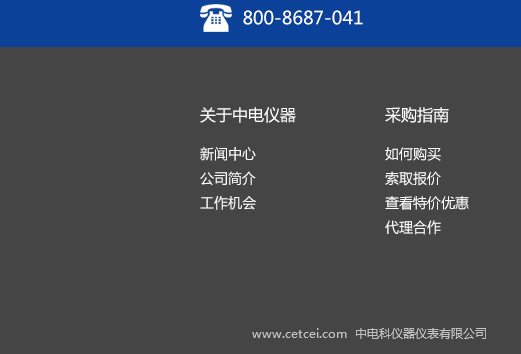 800-8687-041
关于中电仪器
新闻中心
公司简介
工作机会
采购指南
如何购买
索取报价
查看特价优惠
代理合作
www.cetcei.com 中电科仪器仪表有限公司